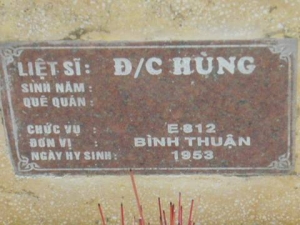 LIỆT SĨ : Đ/C HÙNG
SINH NĂM :
QUÊ QUÁN :
CHỨC VỤ : E 812
ĐƠN VỊ : BÌNH THUẬN
NGÀY HY SINH : 1953